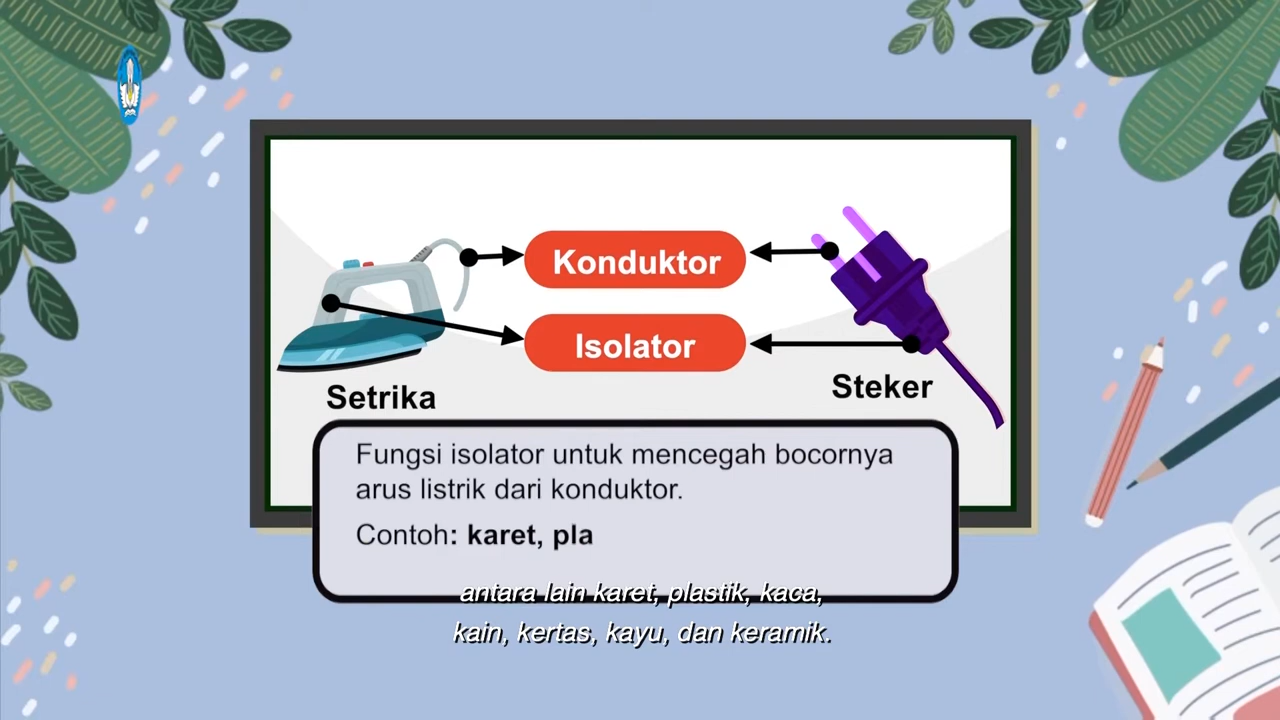 Konduktor
Isolator
Setrika
Steker
Fungsi isolator untuk mencegah bocornya
arus listrik dari konduktor.
Contoh: karet, pla
antara lain karet, plastik, kaca,
kain, kertas, kayu, dan keramik.